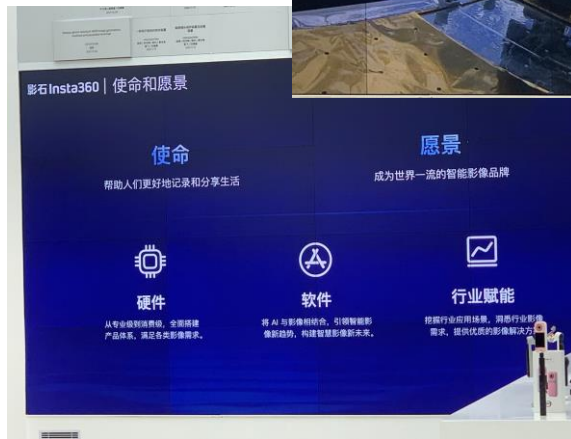 影石Insta360 | 使命和愿景
使命
帮助人们更好地记录和分享生活
愿景
成为世界一流的智能影像品牌
硬件
从专业级到消费级，全面搭建
产品体系，满足各类影像需求。
软件
将 AI 与影像相结合，引领智能影
像新趋势，构建智慧影像新未来。
行业赋能
挖掘行业应用场景，洞悉行业影像
需求，提供优质的影像解决方